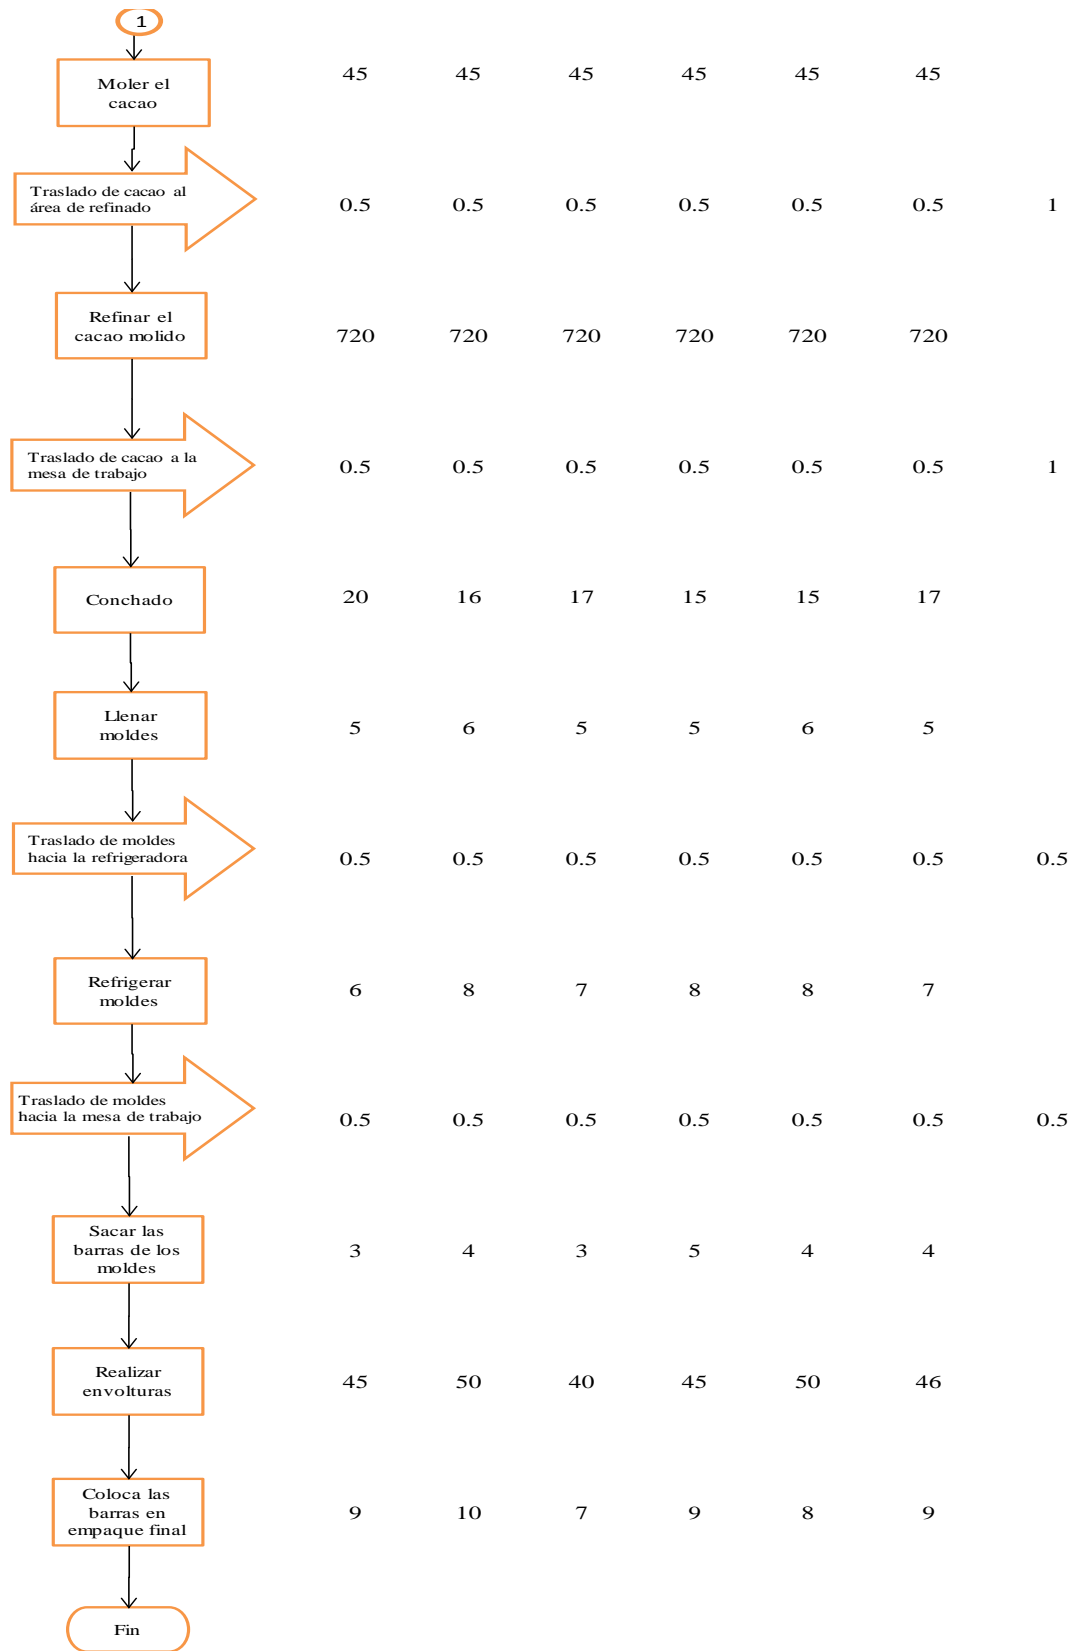 1
Moler el
cacao
45 45 45 45 45 45
Traslado de cacao al
área de refinado
0.5 0.5 0.5 0.5 0.5 0.5 1
Refinar el
cacao molido
720 720 720 720 720 720
Traslado de cacao a la
mesa de trabajo
0.5 0.5 0.5 0.5 0.5 0.5 1
Conchado
20 16 17 15 15 17
Llenar
moldes
5 6 5 5 6 5
Traslado de moldes
hacia la refrigeradora
0.5 0.5 0.5 0.5 0.5 0.5 0.5
Refrigerar
moldes
6 8 7 8 8 7
Traslado de moldes
hacia la mesa de trabajo
0.5 0.5 0.5 0.5 0.5 0.5 0.5
Sacar las
barras de los
moldes
3 4 3 5 4 4
Realizar
envolturas
45 50 40 45 50 46
Coloca las
barras en
empaque final
9 10 7 9 8 9
Fin